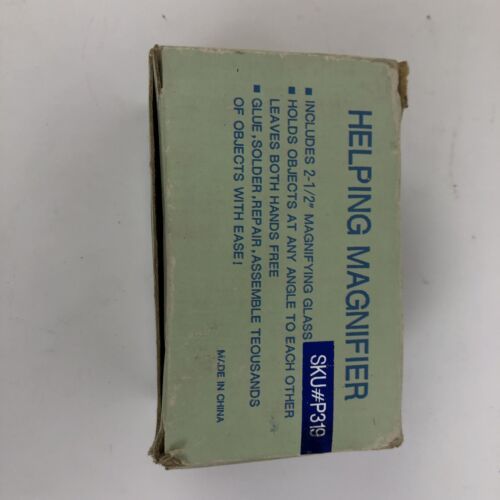 HELPING MAGNIFIER
▪ INCLUDES 2-1/2" MAGNIFYING GLASS
▪ HOLDS OBJECTS AT ANY ANGLE TO EACH OTHER
LEAVES BOTH HANDS FREE
▪ GLUE,SOLDER,REPAIR,ASSEMBLE TEOUSANDS
OF OBJECTS WITH EASE!
SKU#P319
MADE IN CHINA